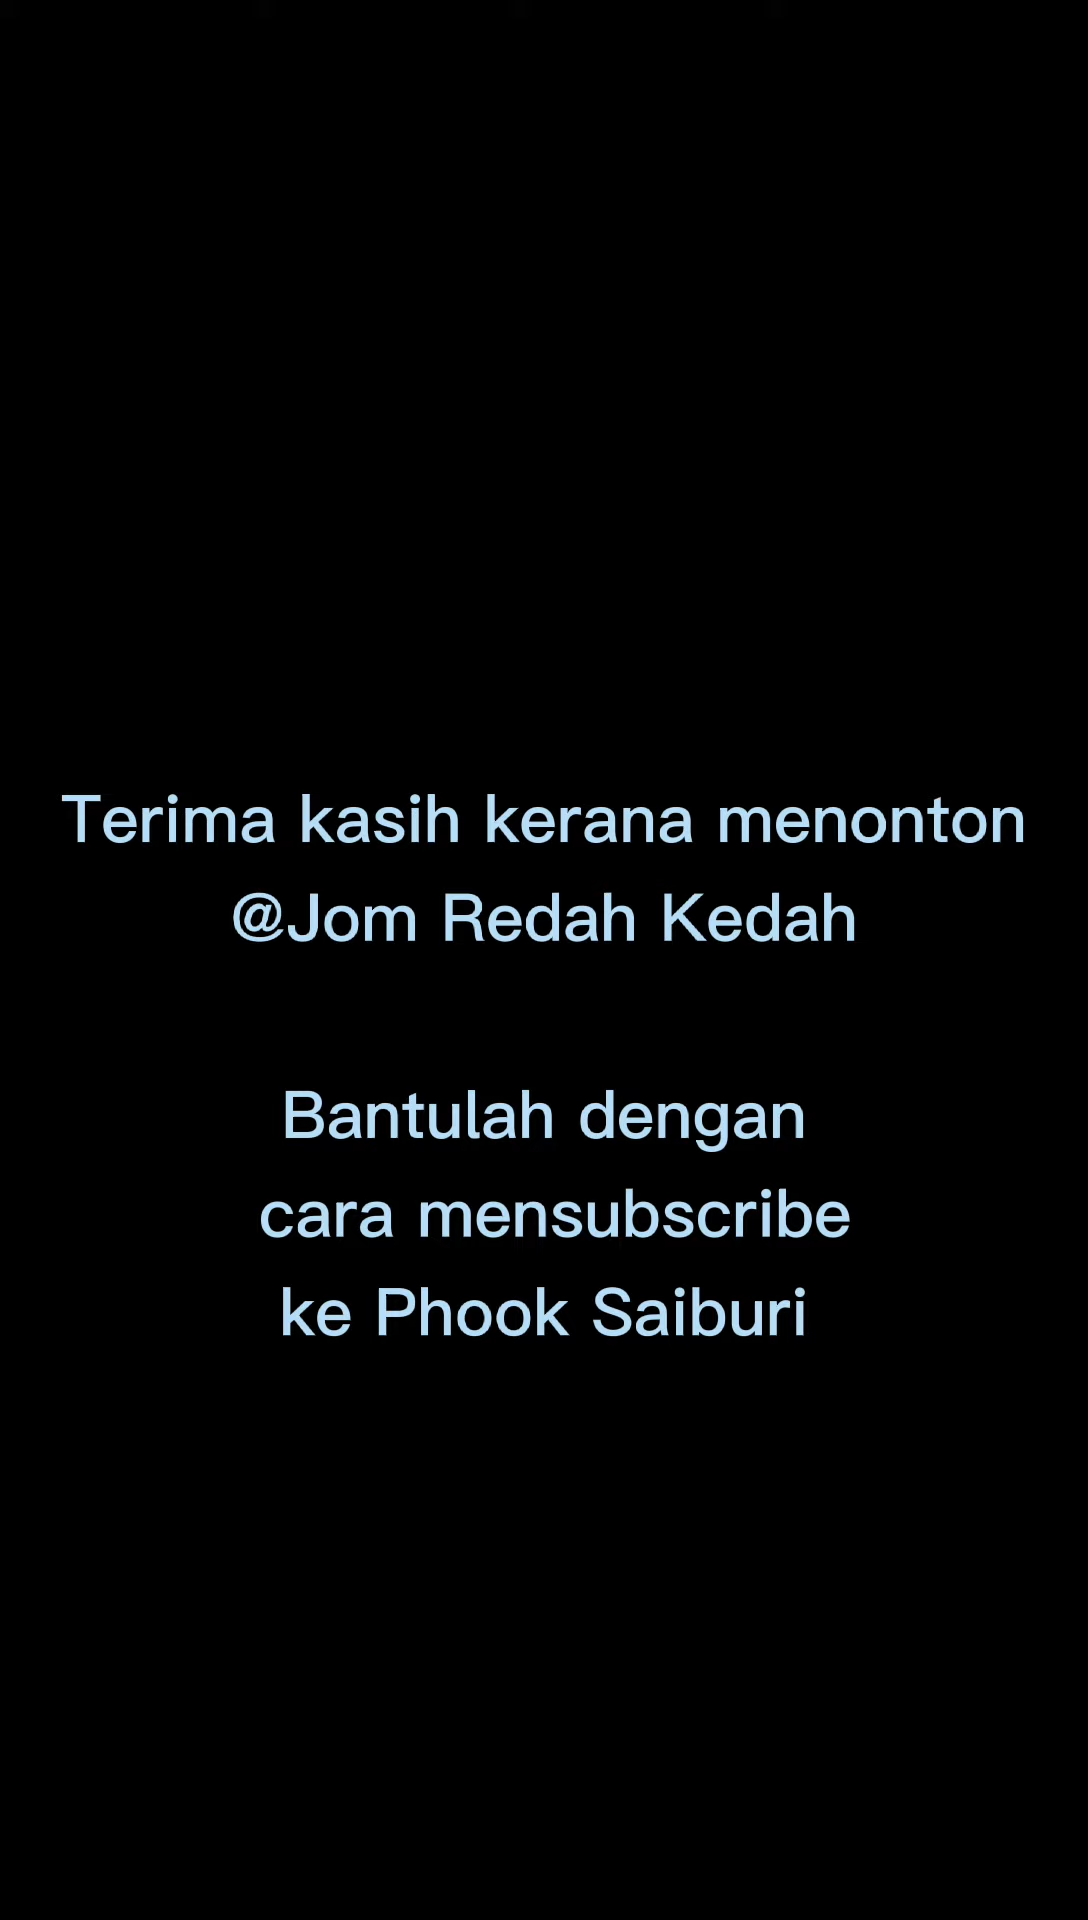 Terima kasih kerana menonton
@Jom Redah Kedah
Bantulah dengan
cara mensubscribe
ke Phook Saiburi